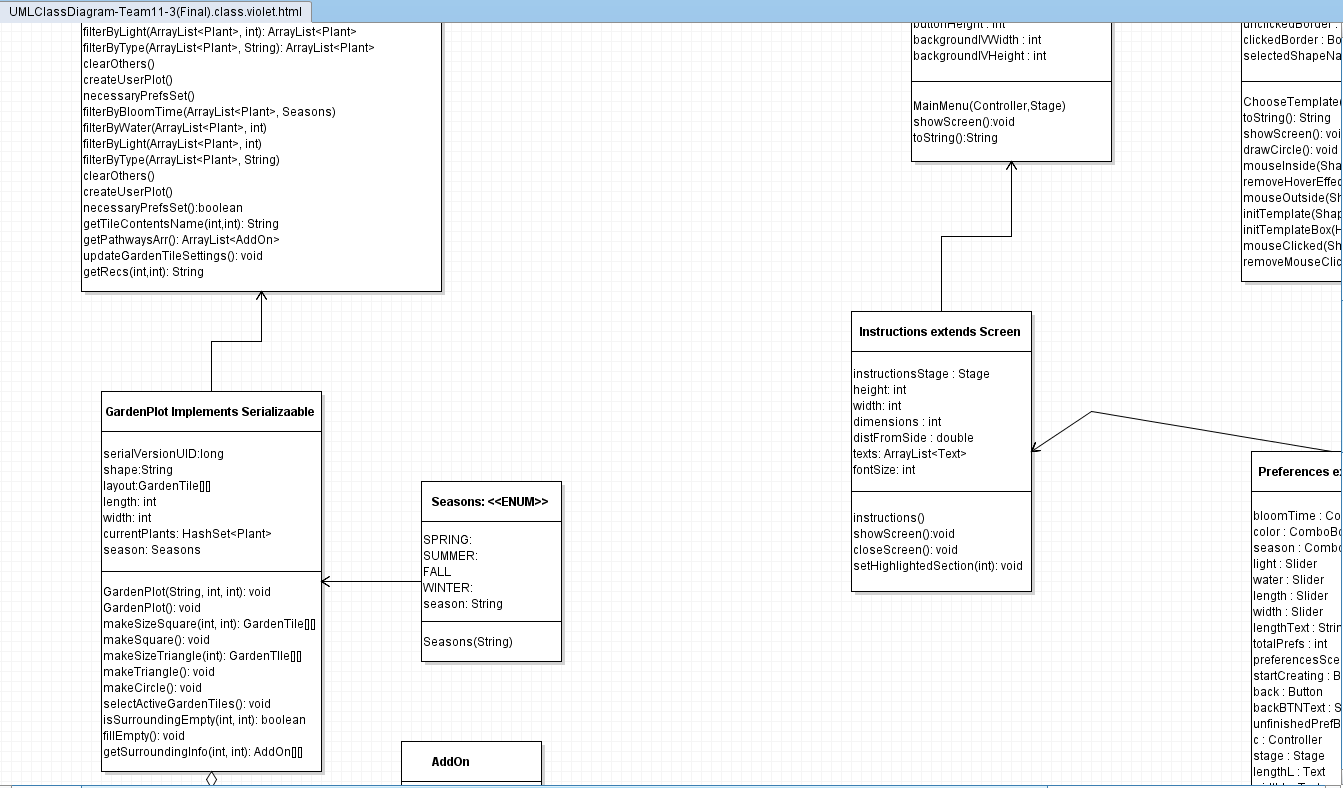 UMLClassDiagram-Team11-3(Final).class.violet.html
filterByLight(ArrayList<Plant>, int): ArrayList<Plant>
filterByType(ArrayList<Plant>, String): ArrayList<Plant>
clearOthers()
createUserPlot()
necessaryPrefsSet()
filterByBloomTime(ArrayList<Plant>, Seasons)
filterByWater(ArrayList<Plant>, int)
filterByLight(ArrayList<Plant>, int)
filterByType(ArrayList<Plant>, String)
clearOthers()
createUserPlot()
necessaryPrefsSet():boolean
getTileContentsName(int,int): String
getPathwaysArr(): ArrayList<AddOn>
updateGardenTileSettings(): void
getRecs(int,int): String
GardenPlot Implements Serializaable
serialVersionUID:long
shape:String
layout:GardenTile[][]
length: int
width: int
currentPlants: HashSet<Plant>
season: Seasons
GardenPlot(String, int, int): void
GardenPlot(): void
makeSizeSquare(int, int): GardenTile[][]
makeSquare(): void
makeSizeTriangle(int): GardenTIle[][]
makeTriangle(): void
makeCircle(): void
selectActiveGardenTiles(): void
isSurroundingEmpty(int, int): boolean
fillEmpty(): void
getSurroundingInfo(int, int): AddOn[][]
Seasons: <<ENUM>>
SPRING:
SUMMER:
FALL
WINTER:
season: String
Seasons(String)
AddOn
buttonHeight : int
backgroundIVWidth : int
backgroundIVHeight : int
MainMenu(Controller,Stage)
showScreen():void
toString():String
Instructions extends Screen
instructionsStage : Stage
height: int
width: int
dimensions : int
distFromSide : double
texts: ArrayList<Text>
fontSize: int
instructions()
showScreen():void
closeScreen(): void
setHighlightedSection(int): void
unclickedBorder :
clickedBorder : Bo
selectedShapeNa
ChooseTemplate(
toString(): String
showScreen(): voi
drawCircle(): void
mouseInside(Sha
removeHoverEffec
mouseOutside(Sh
initTemplate(Shap
initTemplateBox(H
mouseClicked(Sh
removeMouseClic
Preferences ex
bloomTime : Co
color : ComboBo
season : Combo
light : Slider
water : Slider
length : Slider
width : Slider
lengthText : Strin
totalPrefs : int
preferencesSce
startCreating : B
back : Button
backBTNText : S
unfinishedPrefB
c : Controller
stage : Stage
lengthL : Text